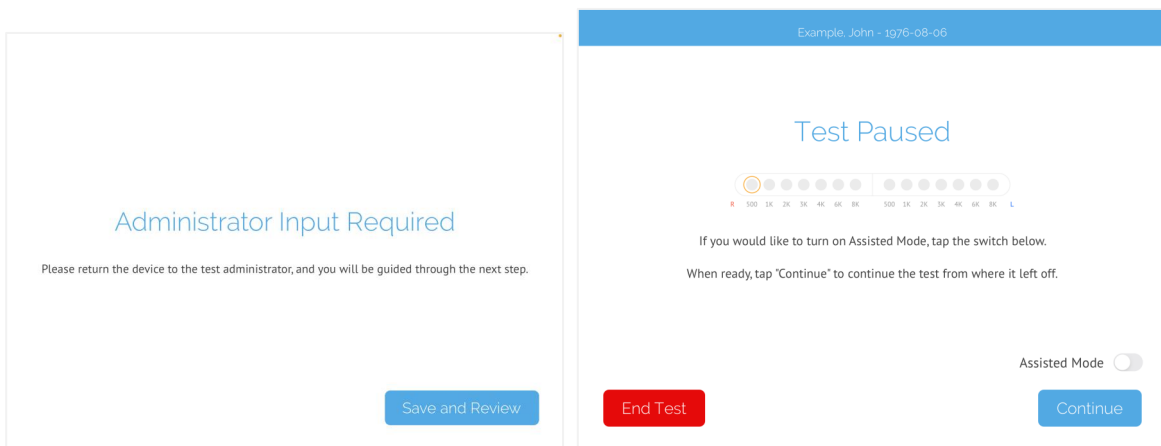 Administrator Input Required
Please return the device to the test administrator, and you will be guided through the next step.
Save and Review
Example, John - 1976-08-06
Test Paused
R 500 1K 2K 3K 4K 6K 8K 500 1K 2K 3K 4K 6K 8K L
If you would like to turn on Assisted Mode, tap the switch below.
When ready, tap "Continue" to continue the test from where it left off.
Assisted Mode
End Test
Continue